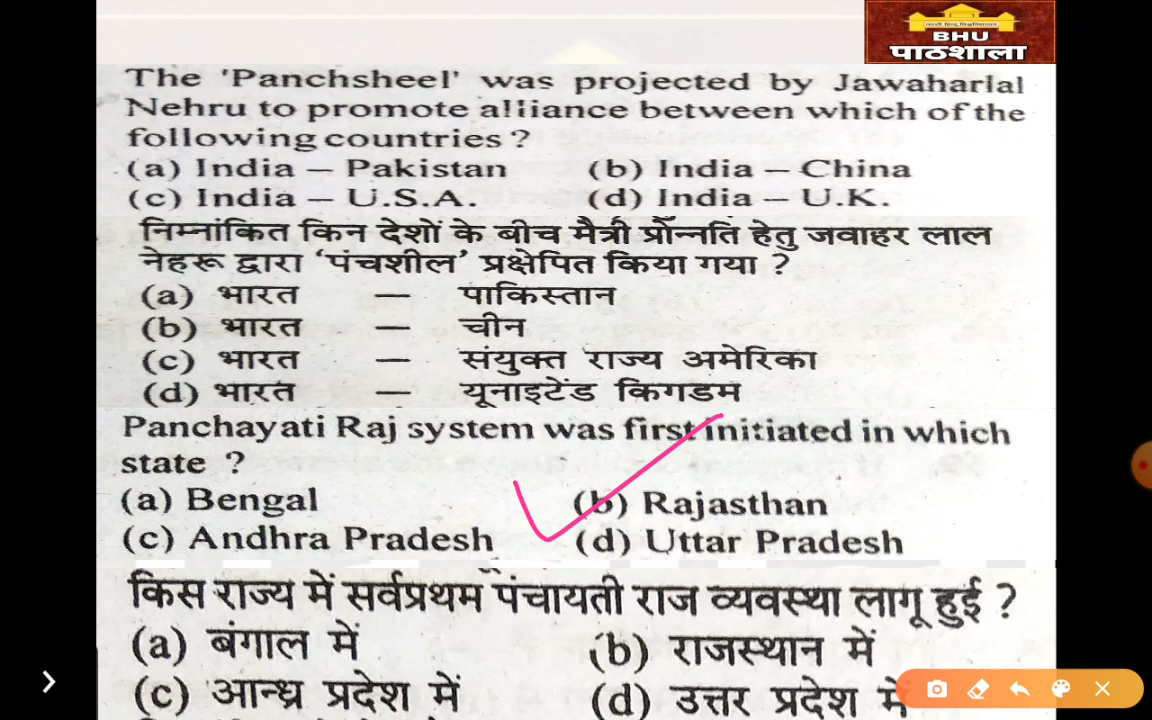 BHU
पाठशाला
The 'Panchsheel' was projected by Jawaharlal
Nehru to promote alliance between which of the
following countries ?
(a) India — Pakistan (b) India — China
(c) India — U.S.A. (d) India — U.K.
निम्नांकित किन देशों के बीच मैत्री प्रोन्नति हेतु जवाहर लाल
नेहरू द्वारा 'पंचशील' प्रक्षेपित किया गया ?
(a) भारत — पाकिस्तान
(b) भारत — चीन
(c) भारत — संयुक्त राज्य अमेरिका
(d) भारत — यूनाइटेंड किगडम
Panchayati Raj system was first initiated in which
state ?
(a) Bengal (b) Rajasthan
(c) Andhra Pradesh (d) Uttar Pradesh
किस राज्य में सर्वप्रथम पंचायती राज व्यवस्था लागू हुई ?
(a) बंगाल में (b) राजस्थान में
(c) आन्ध्र प्रदेश में (d) उत्तर प्रदेश में